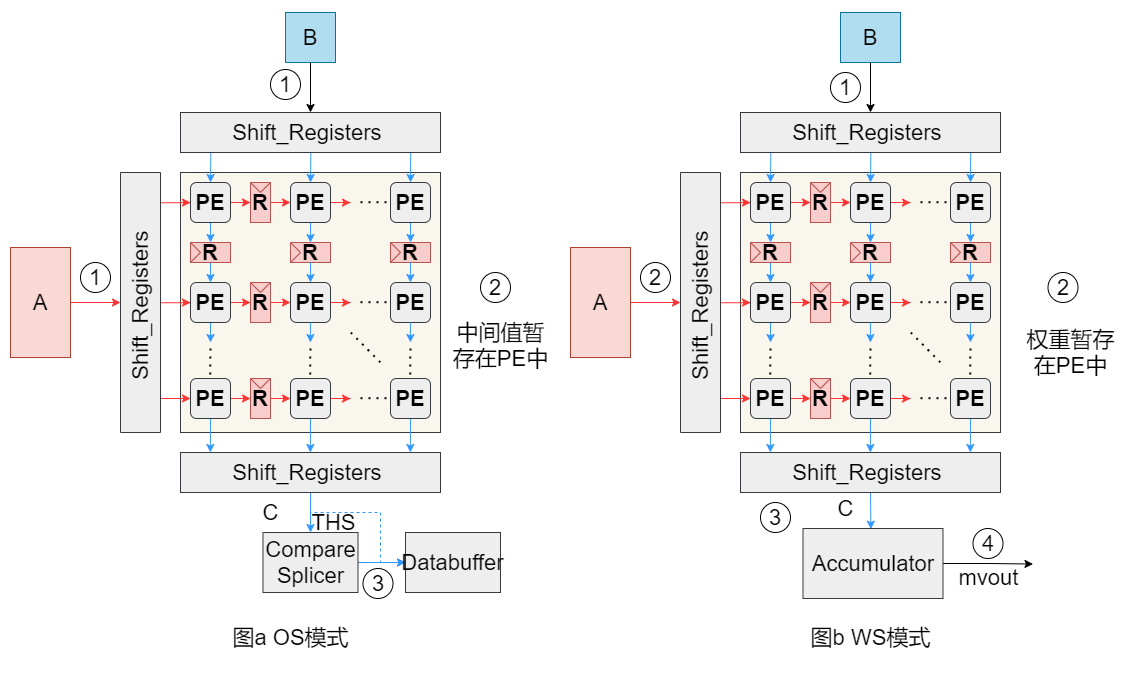 B
①
Shift_Registers
PE R PE ···· PE
R R R
A
①
Shift_Registers
PE R PE ···· PE
②
中间值暂
存在PE中
PE R PE ···· PE
Shift_Registers
C
THS
Compare
Splicer
③
Databuffer
图a OS模式
B
①
Shift_Registers
PE R PE ···· PE
R R R
A
②
Shift_Registers
PE R PE ···· PE
②
权重暂存
在PE中
PE R PE ···· PE
Shift_Registers
③
C
Accumulator
④
mvout
图b WS模式